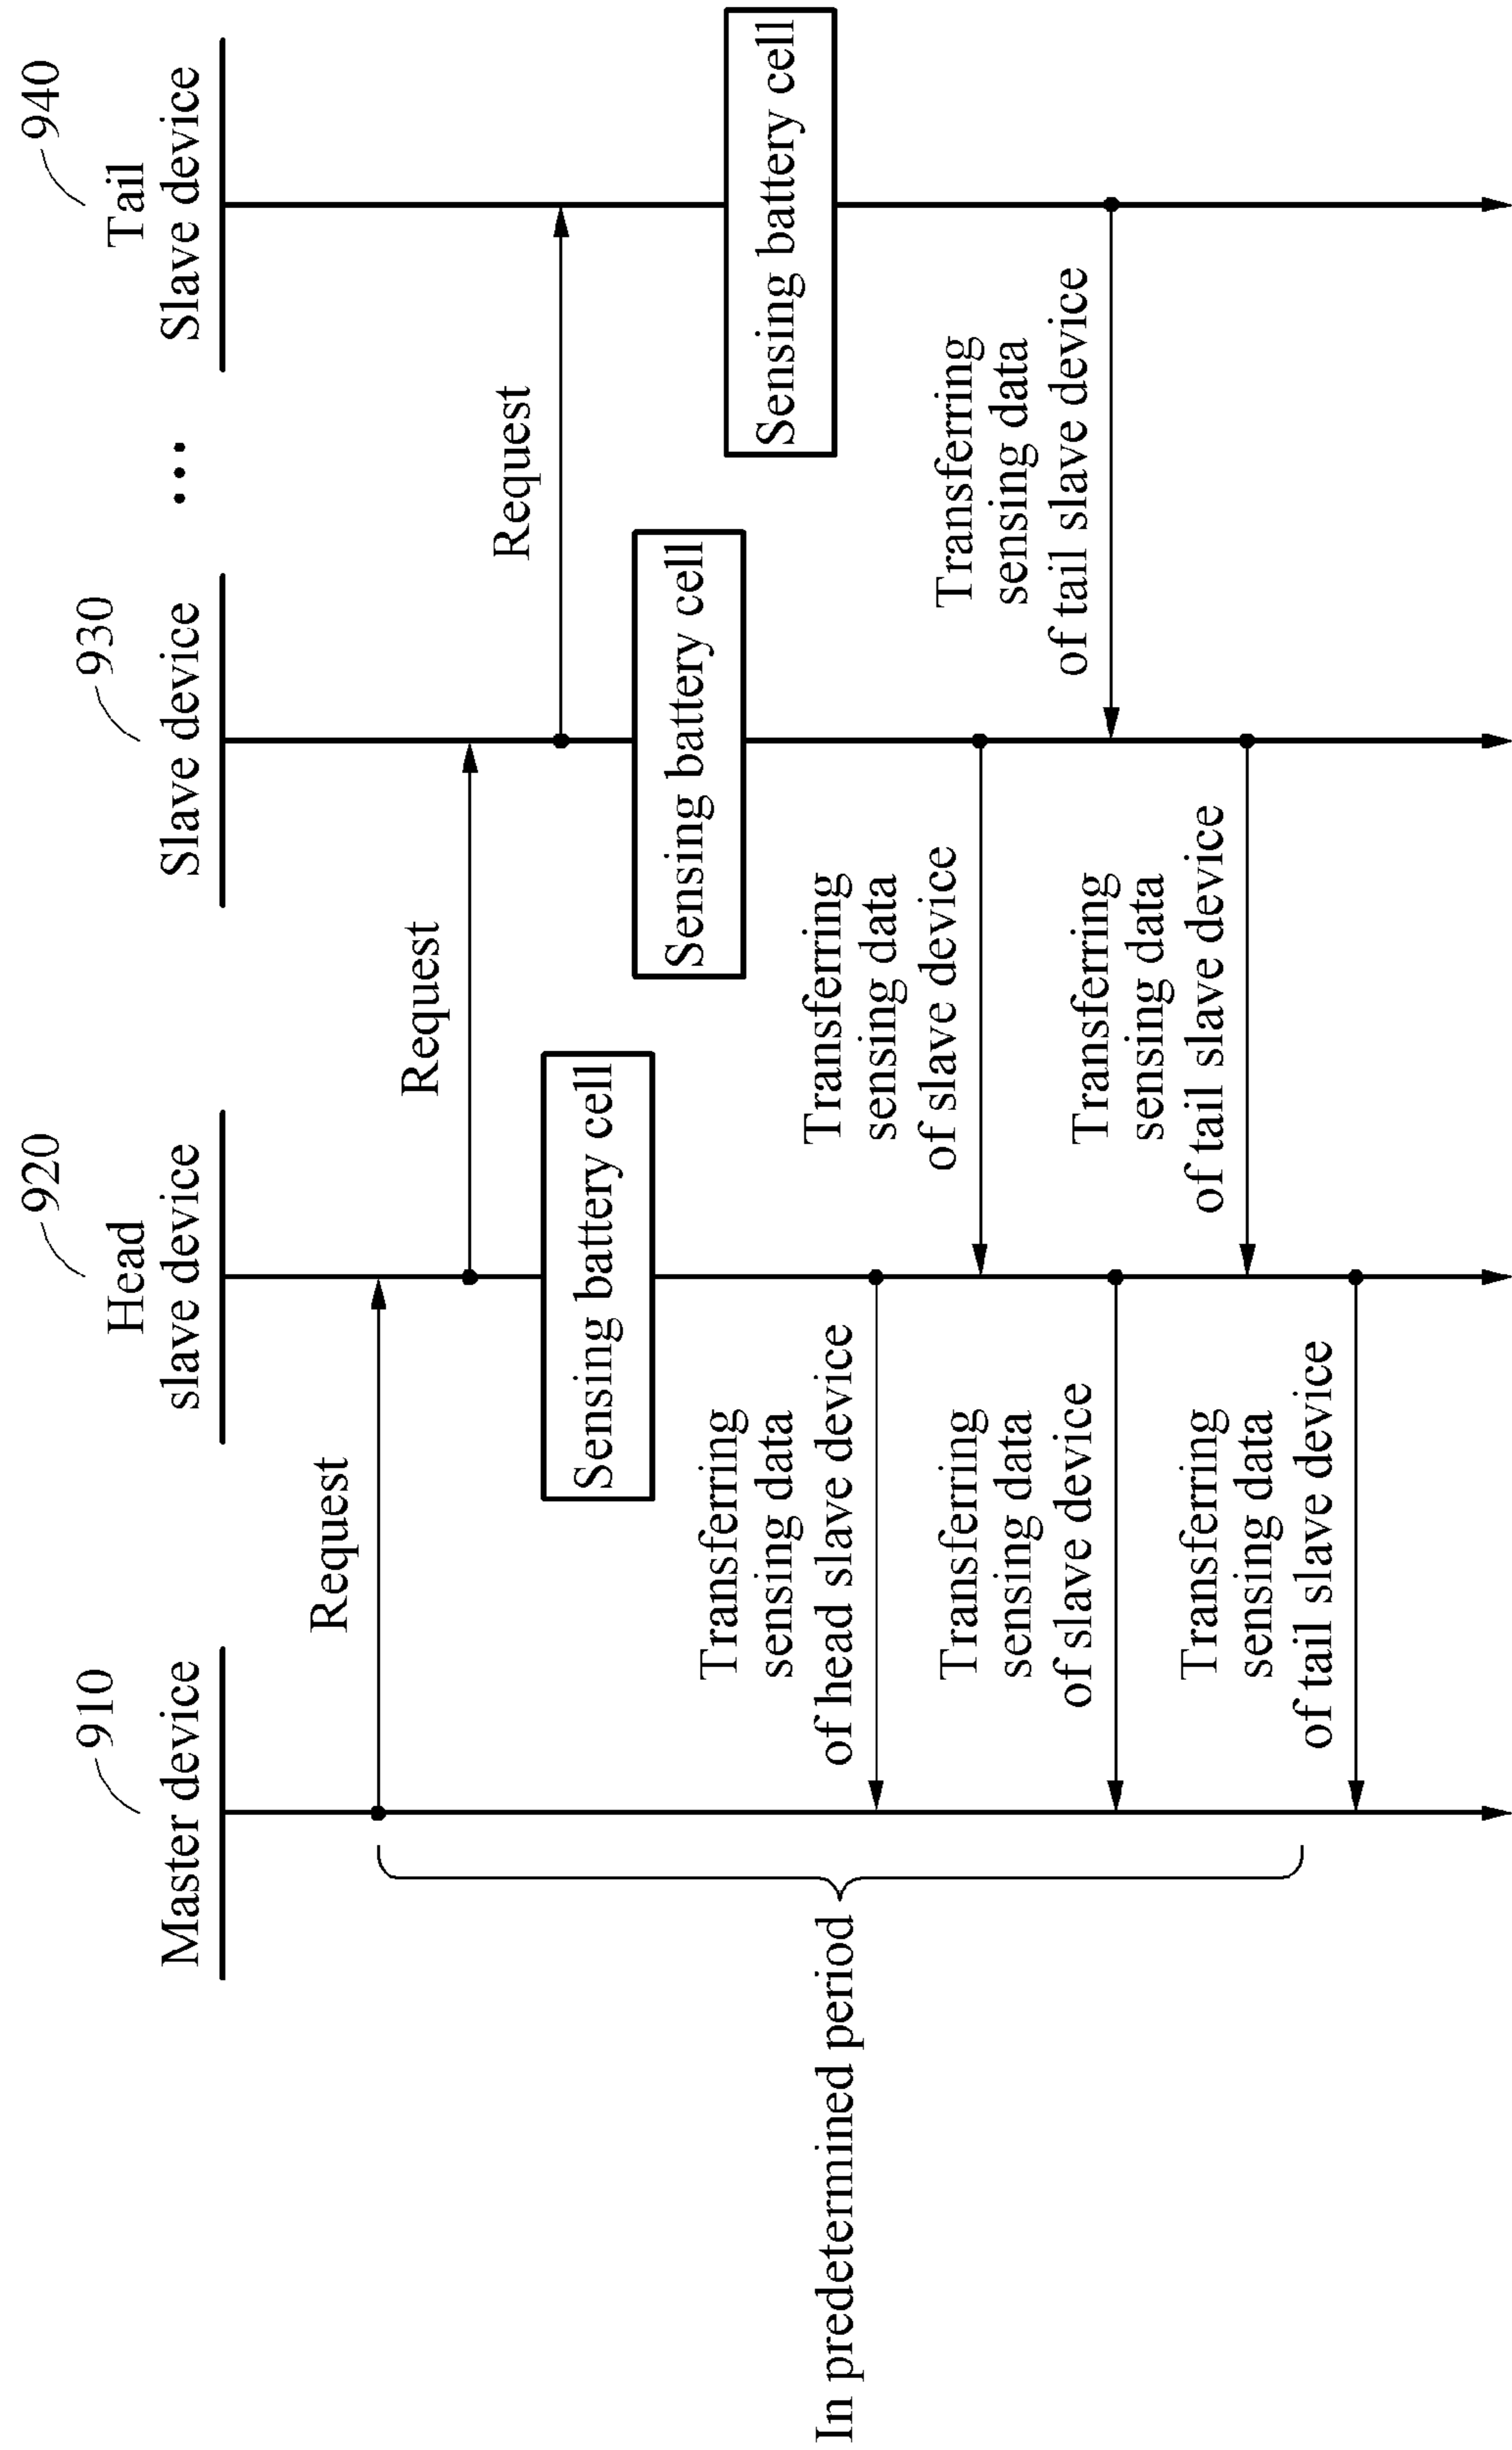 910
Master device
920
Head
slave device
930
Slave device
...
940
Tail
Slave device
Request
Request
Request
Sensing battery cell
Sensing battery cell
Sensing battery cell
In predetermined period
Transferring
sensing data
of head slave device
Transferring
sensing data
of slave device
Transferring
sensing data
of tail slave device
Transferring
sensing data
of slave device
Transferring
sensing data
of tail slave device
Transferring
sensing data
of tail slave device